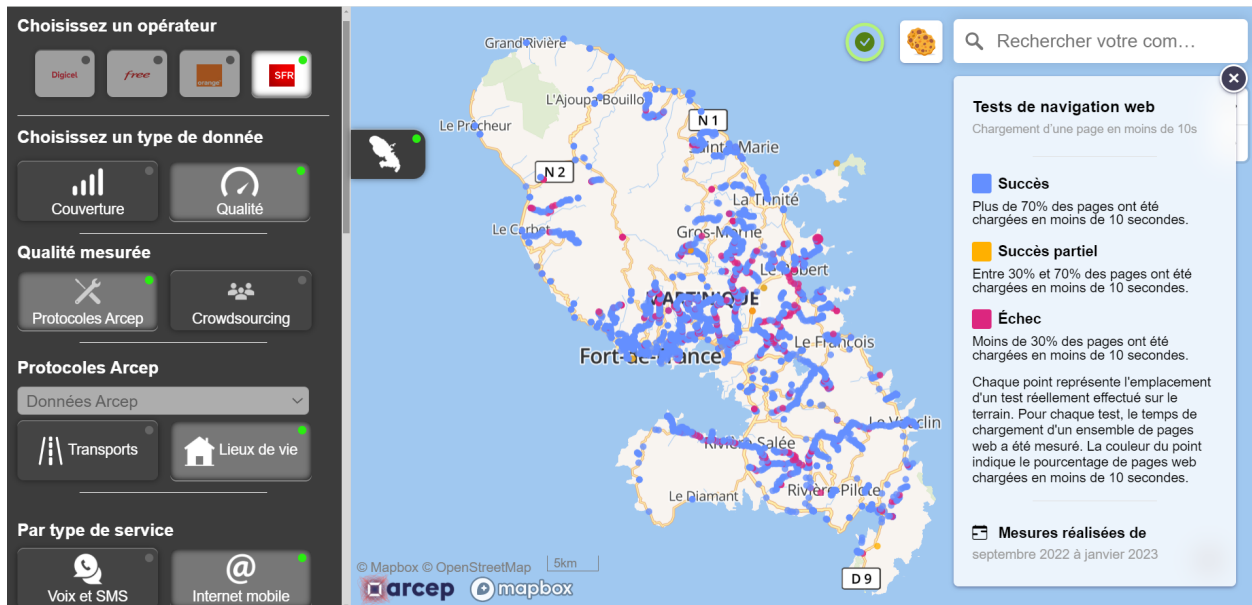 Choisissez un opérateur
Digicel
free
orange
SFR
Choisissez un type de donnée
Couverture
Qualité
Qualité mesurée
Protocoles Arcep
Crowdsourcing
Protocoles Arcep
Données Arcep
Transports
Lieux de vie
Par type de service
Voix et SMS
Internet mobile
Grand'Rivière
L'Ajoupa-Bouillon
Le Prêcheur
N 1
Sainte-Marie
N 2
La Trinité
Le Carbet
Gros-Morne
Le Robert
MARTINIQUE
Fort-de-France
Le François
Le Vauclin
Rivière-Salée
Le Diamant
Rivière-Pilote
D 9
© Mapbox © OpenStreetMap
5km
arcep
mapbox
Rechercher votre com…
Tests de navigation web
Chargement d'une page en moins de 10s
Succès
Plus de 70% des pages ont été
chargées en moins de 10 secondes.
Succès partiel
Entre 30% et 70% des pages ont été
chargées en moins de 10 secondes.
Échec
Moins de 30% des pages ont été
chargées en moins de 10 secondes.
Chaque point représente l'emplacement
d'un test réellement effectué sur le
terrain. Pour chaque test, le temps de
chargement d'un ensemble de pages
web a été mesuré. La couleur du point
indique le pourcentage de pages web
chargées en moins de 10 secondes.
Mesures réalisées de
septembre 2022 à janvier 2023